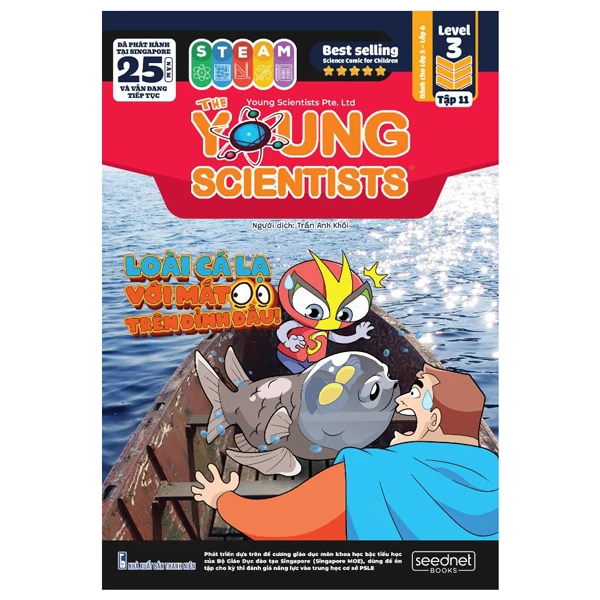 ĐÃ PHÁT HÀNH
TẠI SINGAPORE
25 NĂM
VÀ VẪN ĐANG
TIẾP TỤC
STEAM
Best selling
Science Comic for Children
Dành cho Lớp 5 - Lớp 6
Level
3
Tập 11
Young Scientists Pte. Ltd
THE
YOUNG
SCIENTISTS
Người dịch: Trần Anh Khôi
LOÀI CÁ LẠ
VỚI MẮT
TRÊN ĐỈNH ĐẦU!
S
NHÀ XUẤT BẢN THANH NIÊN
Phát triển dựa trên đề cương giáo dục môn khoa học bậc tiểu học
của Bộ Giáo Dục đào tạo Singapore (Singapore MOE), dùng để ôn
tập cho kỳ thi đánh giá năng lực vào trung học cơ sở PSLE
seednet
BOOKS